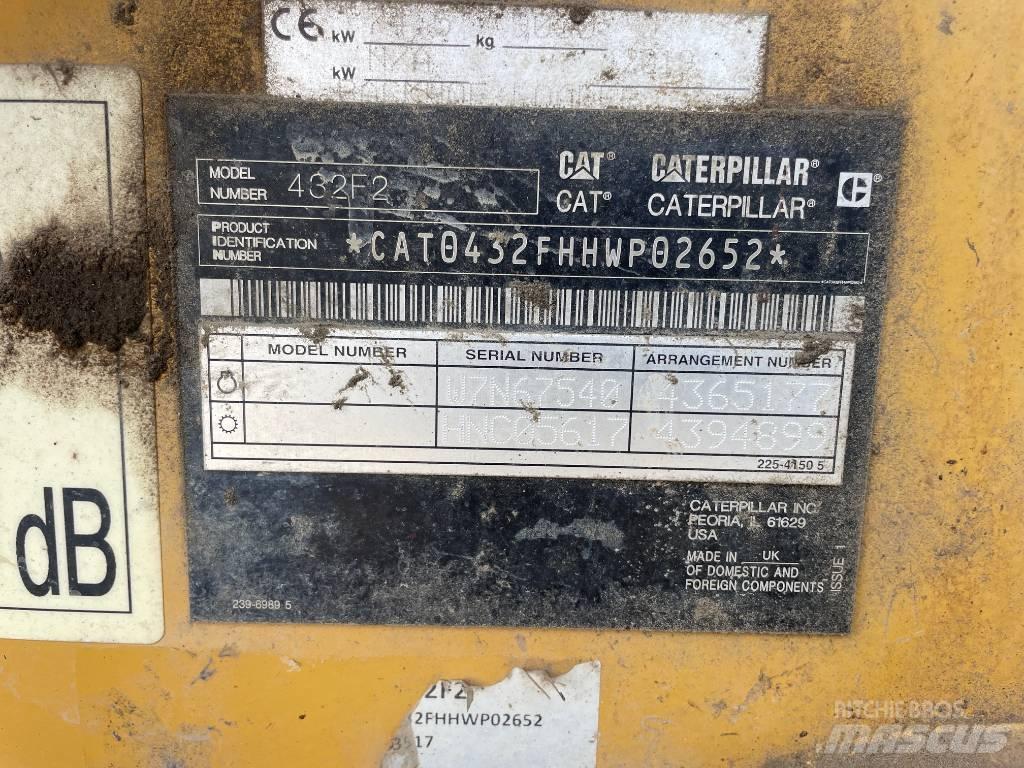 CE kW kg
kW
MODEL
NUMBER 432F2
CAT® CATERPILLAR®
CAT® CATERPILLAR®
PRODUCT
IDENTIFICATION
NUMBER
*CAT0432FHHWP02652*
MODEL NUMBER SERIAL NUMBER ARRANGEMENT NUMBER
W7N67540 4365177
HNC05617 4394899
225-4150 5
CATERPILLAR INC
PEORIA, IL 61629
USA
MADE IN UK
OF DOMESTIC AND
FOREIGN COMPONENTS
ISSUE 1
239-6989 5
dB
2F2
2FHHWP02652
3517
RITCHIE BROS.
MASCUS